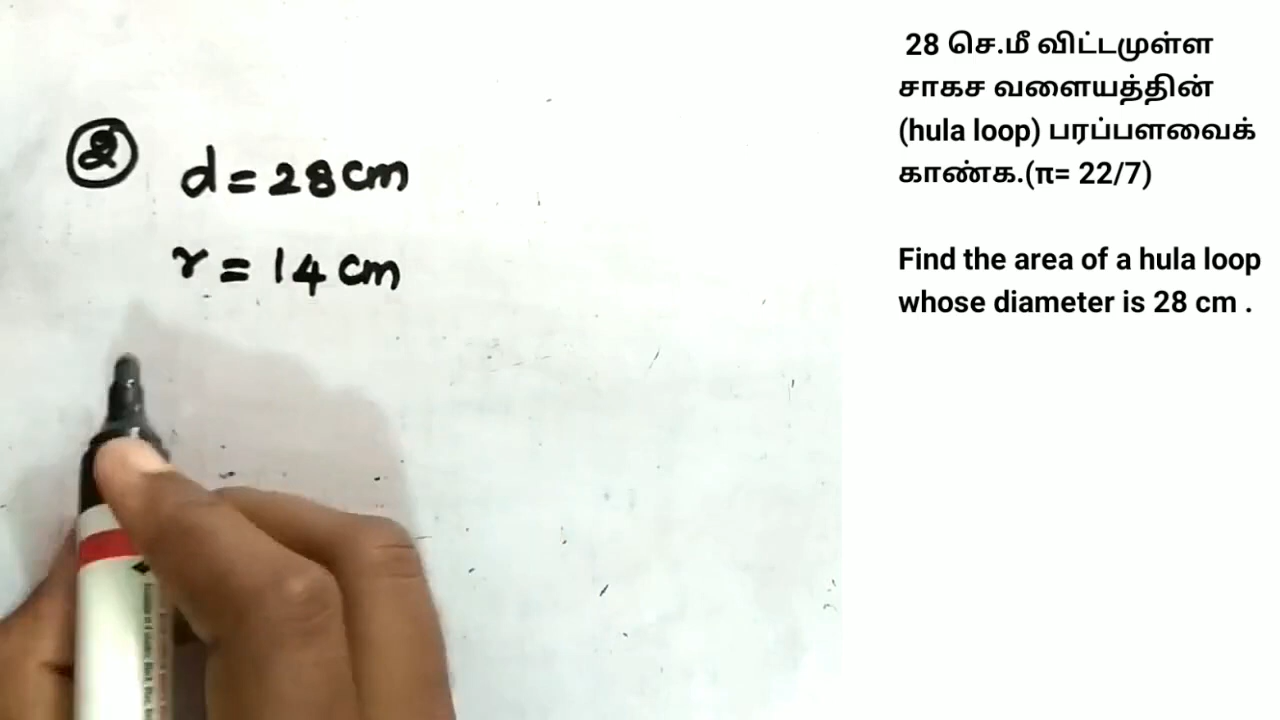 ② d = 28 cm
r = 14 cm
28 செ.மீ விட்டமுள்ள
சாகச வளையத்தின்
(hula loop) பரப்பளவைக்
காண்க.(π= 22/7)
Find the area of a hula loop
whose diameter is 28 cm .